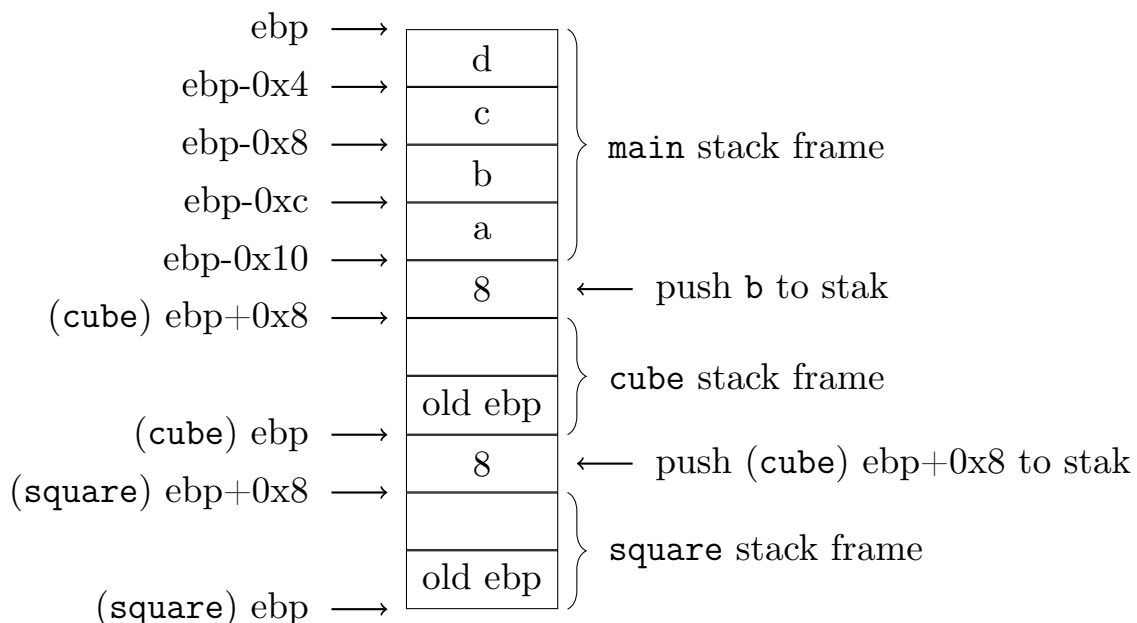 ebp
d
ebp-0x4
c
ebp-0x8
main stack frame
b
ebp-0xc
a
ebp-0x10
8
push b to stak
(cube) ebp+0x8
cube stack frame
old ebp
(cube) ebp
8
push (cube) ebp+0x8 to stak
(square) ebp+0x8
square stack frame
old ebp
(square) ebp